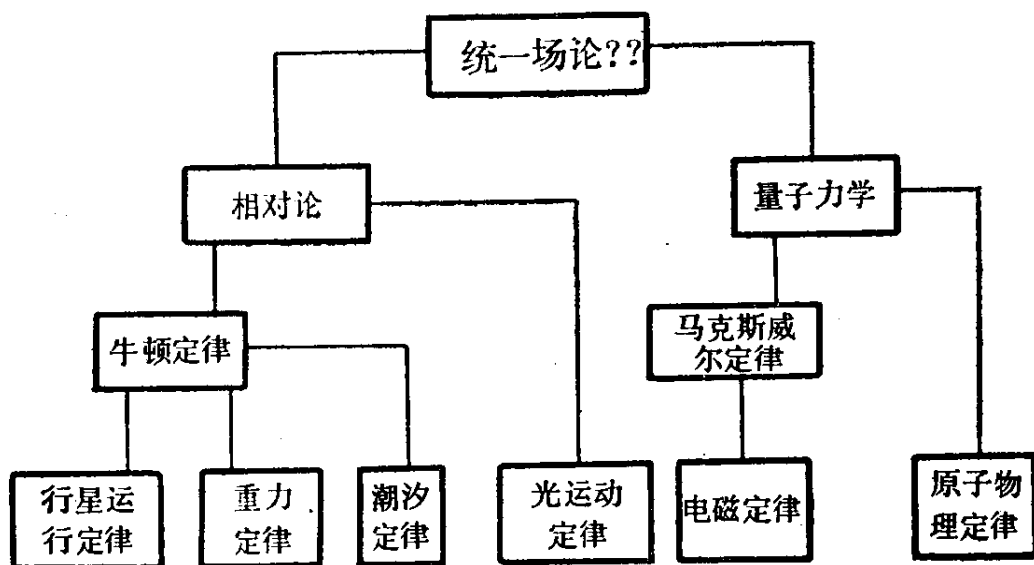 统一场论??
相对论
量子力学
牛顿定律
马克斯威
尔定律
行星运
行定律
重力
定律
潮汐
定律
光运动
定律
电磁定律
原子物
理定律